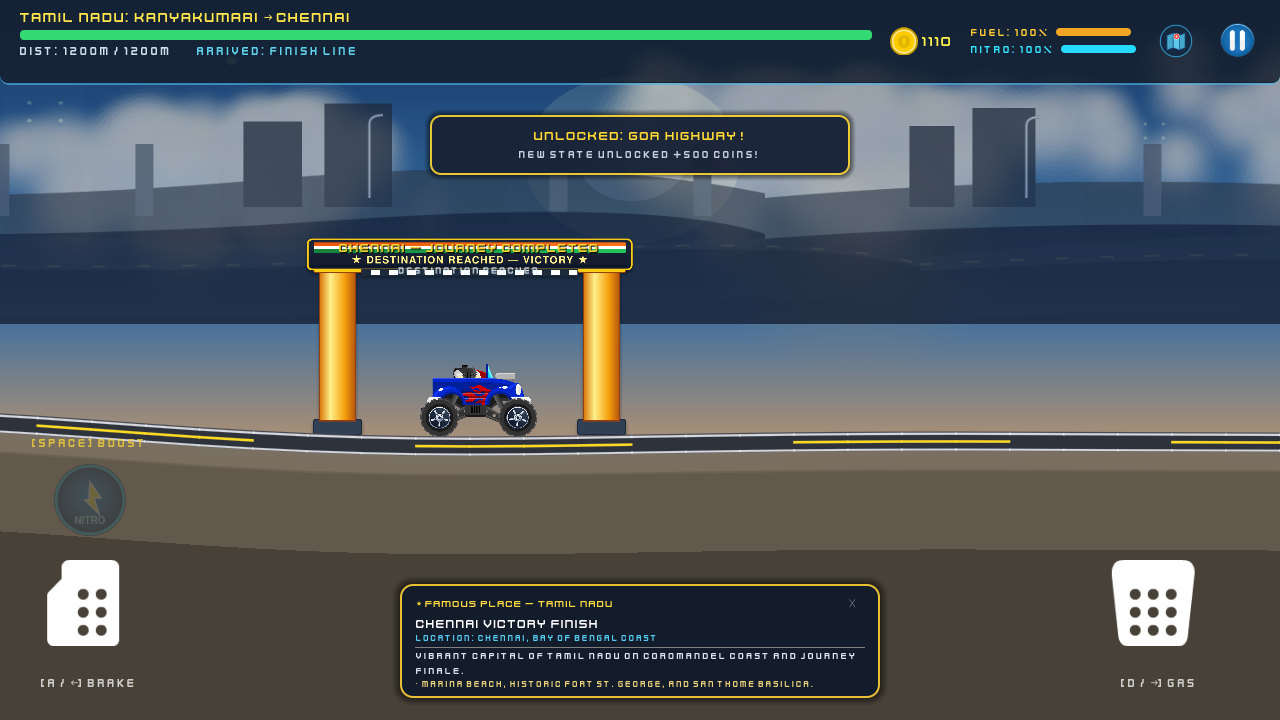 TAMIL NADU: KANYAKUMARI → CHENNAI
DIST: 1200M / 1200M
ARRIVED: FINISH LINE
1110
FUEL: 100%
NITRO: 100%
UNLOCKED: GOA HIGHWAY !
NEW STATE UNLOCKED +500 COINS!
CHENNAI — JOURNEY COMPLETED
★ DESTINATION REACHED — VICTORY ★
DESTINATION REACHED
[SPACE] BOOST
NITRO
[A / ←] BRAKE
[D / →] GAS
★ FAMOUS PLACE — TAMIL NADU
X
CHENNAI VICTORY FINISH
LOCATION: CHENNAI, BAY OF BENGAL COAST
VIBRANT CAPITAL OF TAMIL NADU ON COROMANDEL COAST AND JOURNEY
FINALE.
· MARINA BEACH, HISTORIC FORT ST. GEORGE, AND SAN THOME BASILICA.